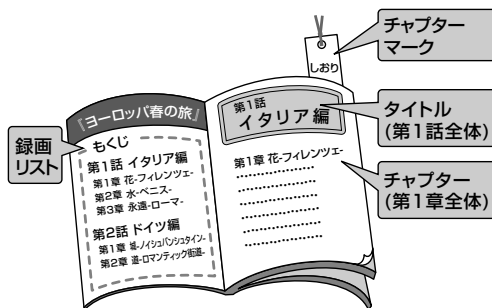 チャプター
マーク
しおり
『ヨーロッパ春の旅』
第1話
イタリア編
タイトル
(第1話全体)
録画
リスト
もくじ
第1話 イタリア編
第1章 花-フィレンツェ-
第2章 水-ベニス-
第3章 永遠-ローマ-
第2話 ドイツ編
第1章 城-ノイシュバンシュタイン-
第2章 道-ロマンティック街道-
第1章 花-フィレンツェ-
チャプター
(第1章全体)